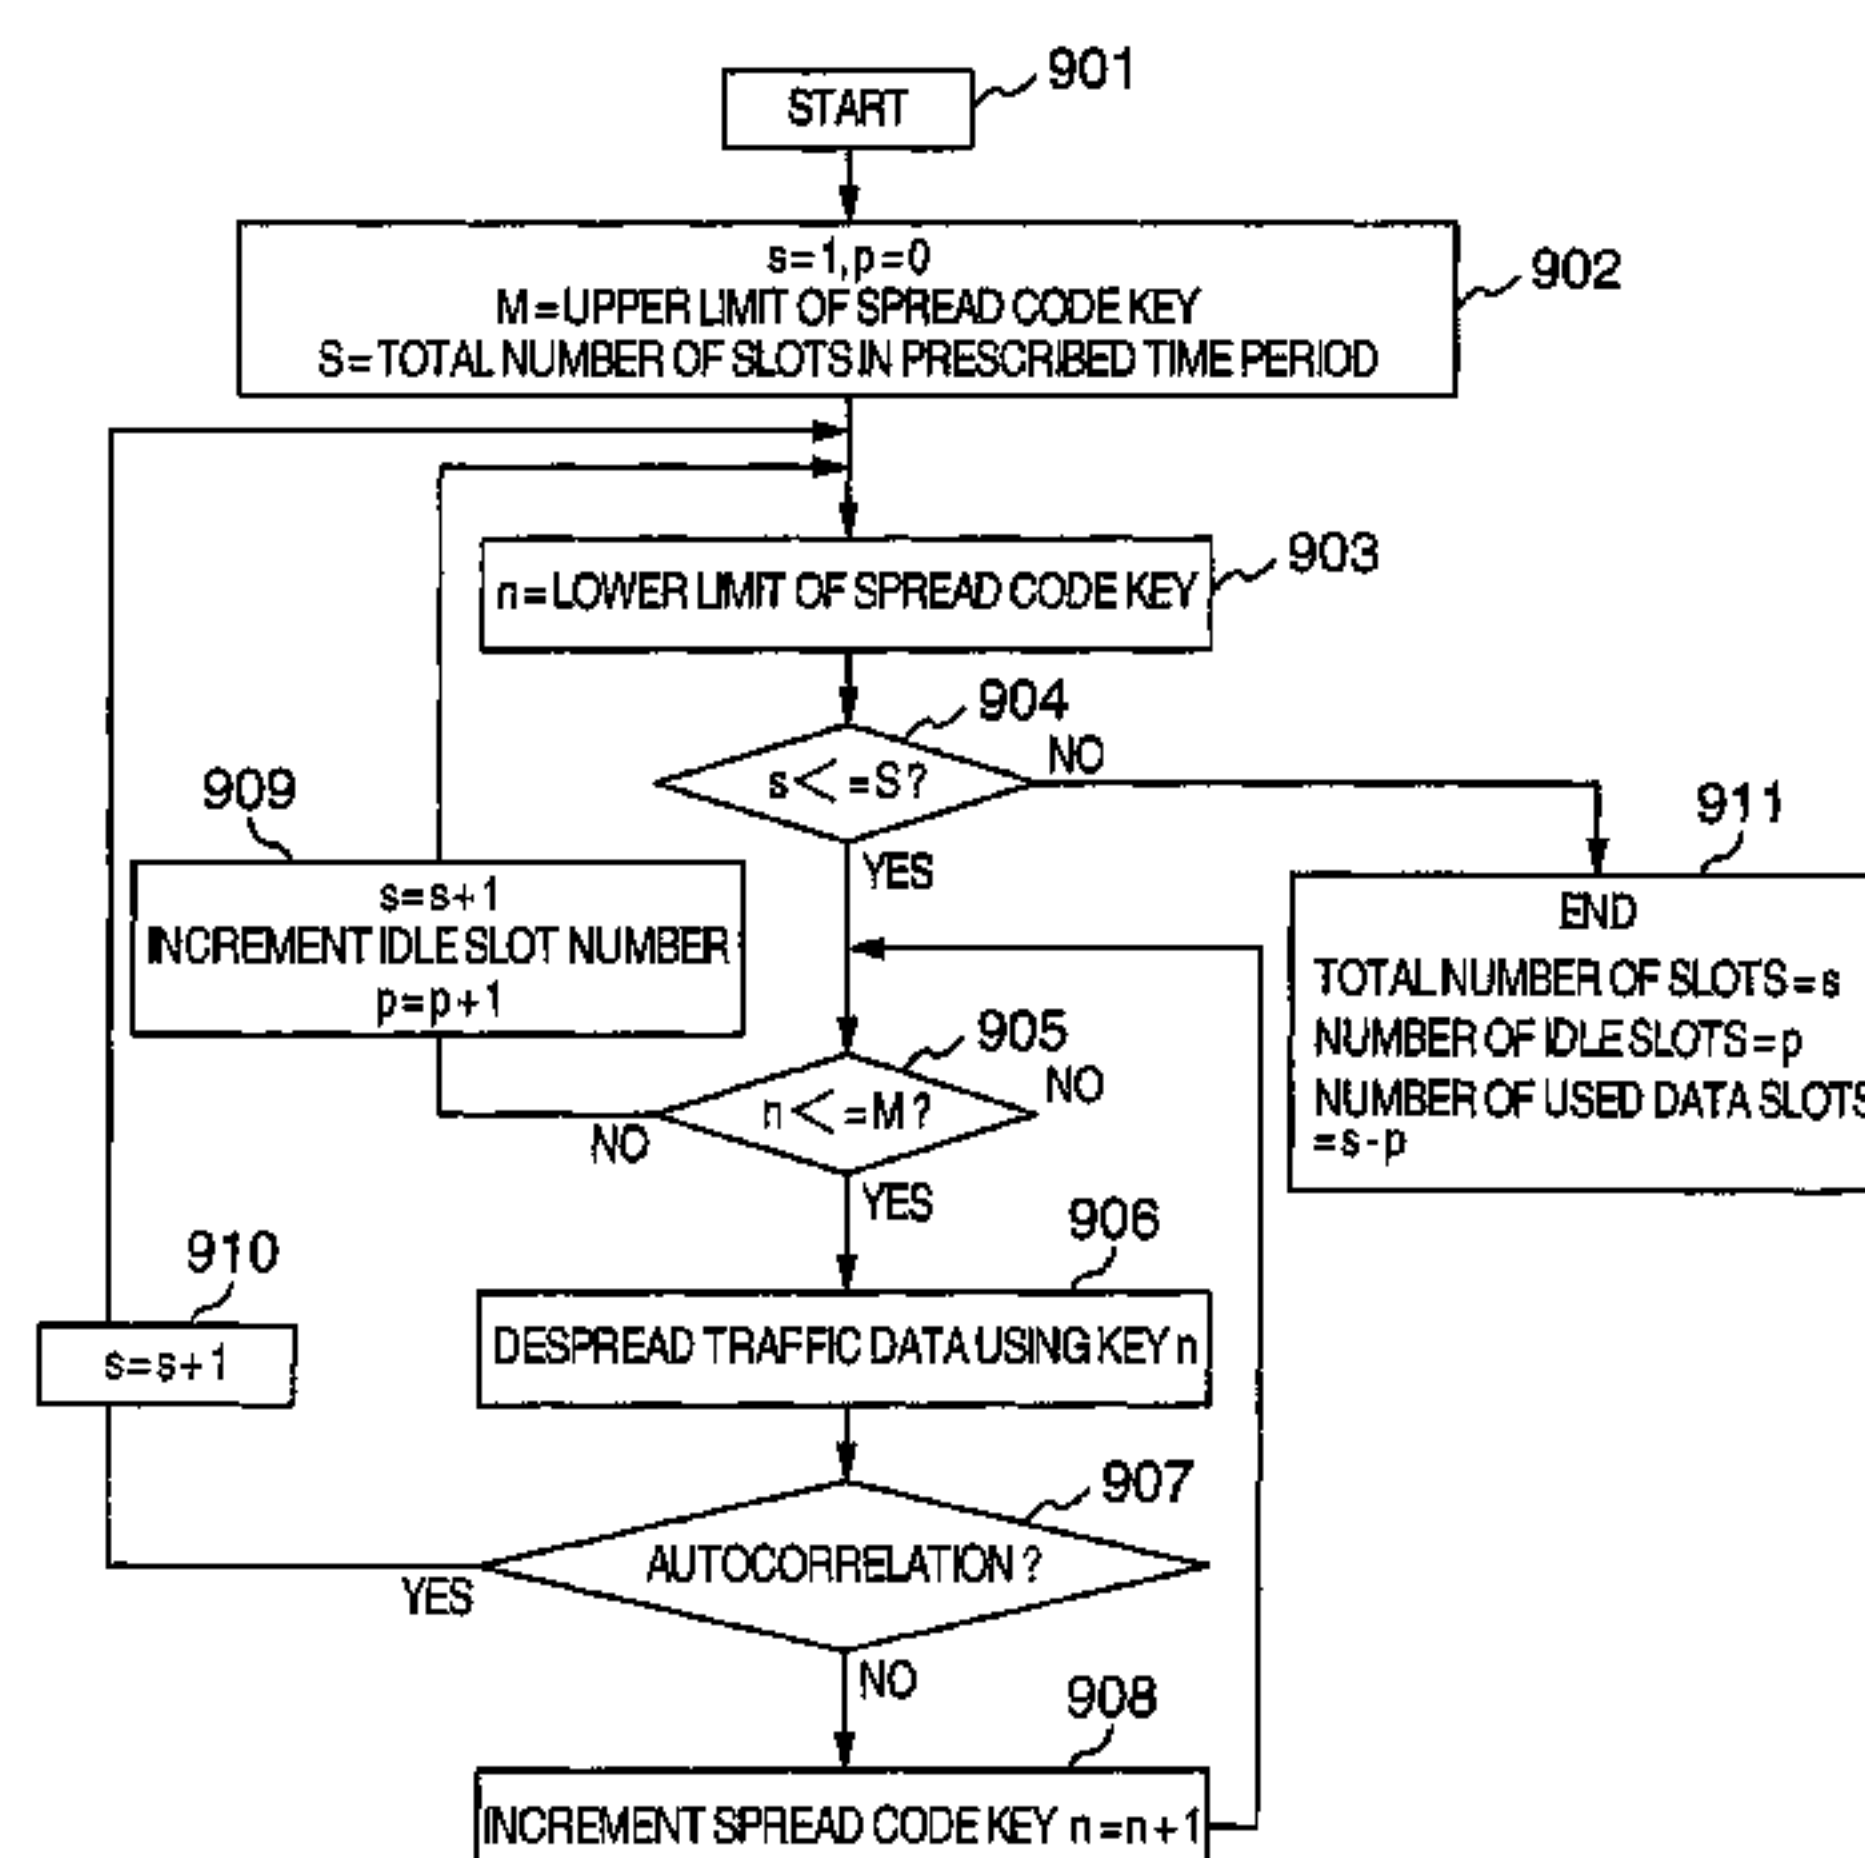 901
START
s=1, p=0
M=UPPER LIMIT OF SPREAD CODE KEY
S=TOTAL NUMBER OF SLOTS IN PRESCRIBED TIME PERIOD
902
903
n=LOWER LIMIT OF SPREAD CODE KEY
904
s<=S?
NO
YES
909
s=s+1
INCREMENT IDLE SLOT NUMBER
p=p+1
911
END
TOTAL NUMBER OF SLOTS=s
NUMBER OF IDLE SLOTS=p
NUMBER OF USED DATA SLOTS
=s-p
905
n<=M?
NO
NO
YES
906
DESPREAD TRAFFIC DATA USING KEY n
910
s=s+1
907
AUTOCORRELATION?
YES
NO
908
INCREMENT SPREAD CODE KEY n=n+1